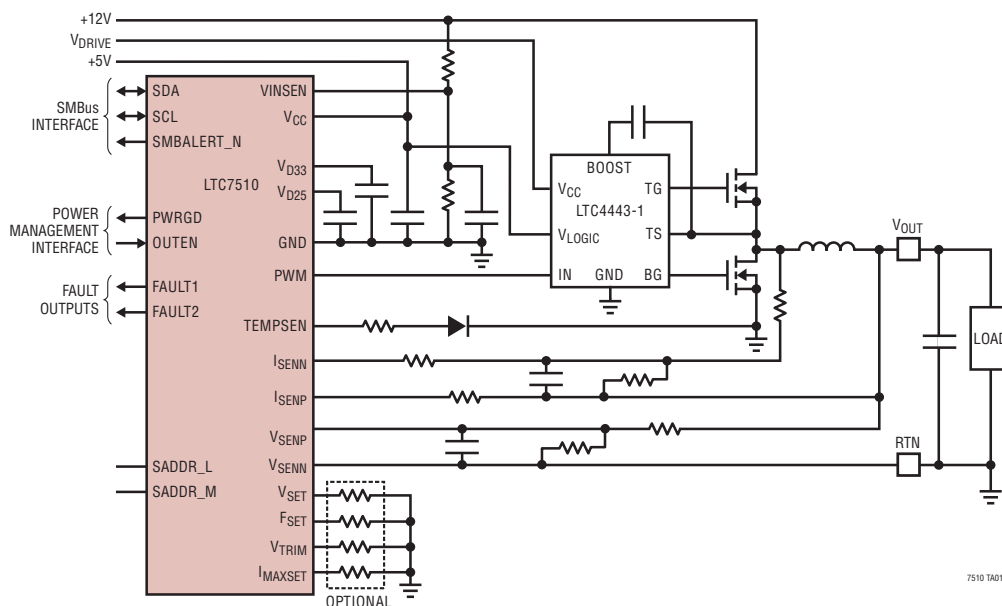 +12V
VDRIVE
+5V
SDA
SCL
SMBALERT_N
SMBus
INTERFACE
PWRGD
OUTEN
POWER
MANAGEMENT
INTERFACE
FAULT1
FAULT2
FAULT
OUTPUTS
SADDR_L
SADDR_M
LTC7510
VINSEN
VCC
VD33
VD25
GND
PWM
TEMPSEN
ISENN
ISENP
VSENP
VSENN
VSET
FSET
VTRIM
IMAXSET
OPTIONAL
BOOST
VCC
TG
LTC4443-1
VLOGIC
TS
IN
GND
BG
VOUT
LOAD
RTN
7510 TA01